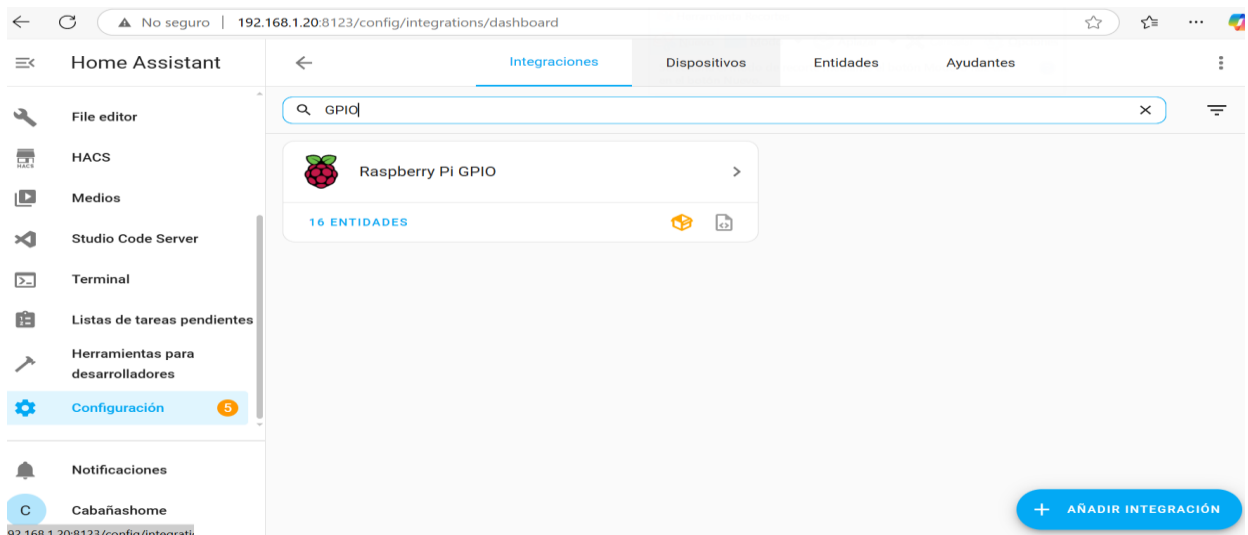 No seguro | 192.168.1.20:8123/config/integrations/dashboard
Home Assistant
Integraciones
Dispositivos
Entidades
Ayudantes
File editor
HACS
HACS
Medios
Studio Code Server
Terminal
Listas de tareas pendientes
Herramientas para
desarrolladores
Configuración 5
Notificaciones
C Cabañashome
GPIO
Raspberry Pi GPIO
16 ENTIDADES
+ AÑADIR INTEGRACIÓN